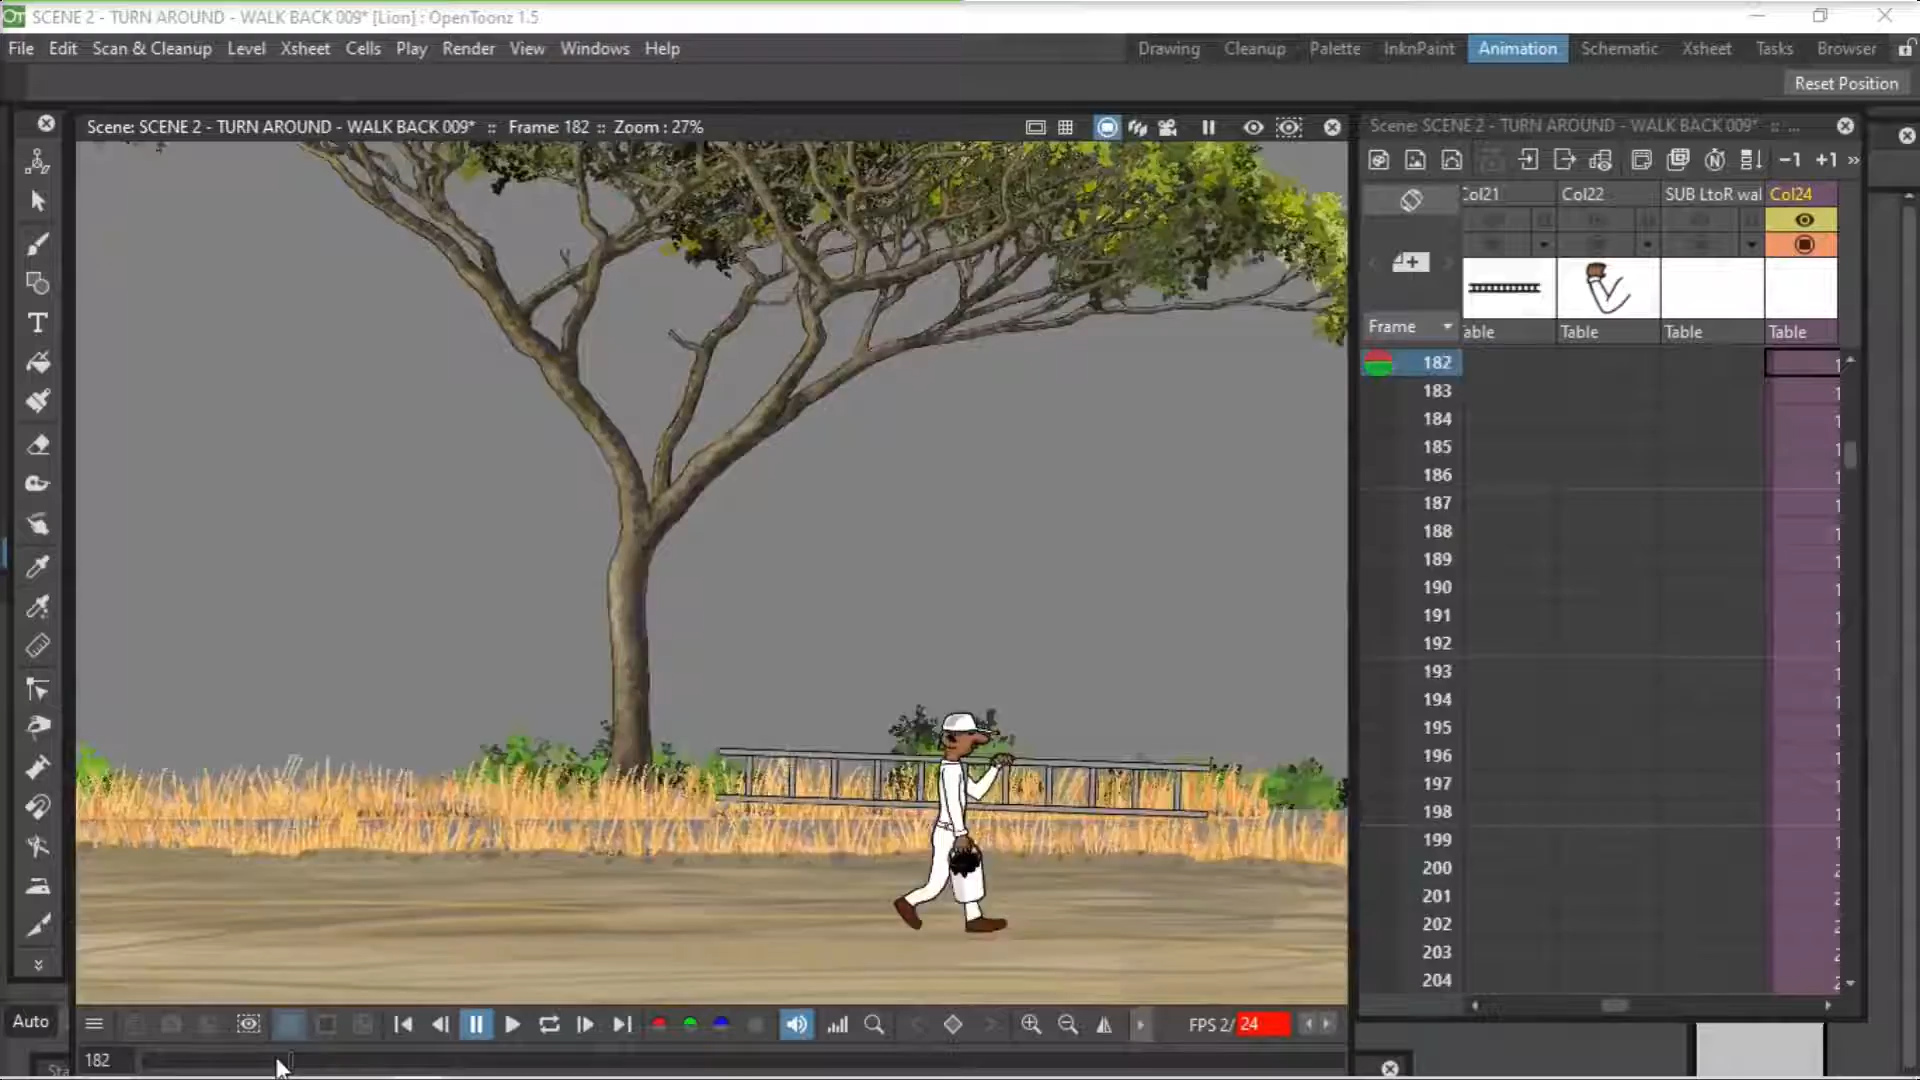 SCENE 2 - TURN AROUND - WALK BACK 009* [Lion] : OpenToonz 1.5
File Edit Scan & Cleanup Level Xsheet Cells Play Render View Windows Help
Drawing Cleanup Palette InknPaint Animation Schematic Xsheet Tasks Browser
Reset Position
Scene: SCENE 2 - TURN AROUND - WALK BACK 009* :: Frame: 182 :: Zoom : 27%
Scene: SCENE 2 - TURN AROUND - WALK BACK 009* :: ...
-1 +1 »
Col21 Col22 SUB LtoR wal Col24
Frame
Table Table Table
182
183
184
185
186
187
188
189
190
191
192
193
194
195
196
197
198
199
200
201
202
203
204
Auto
FPS 2/ 24
182